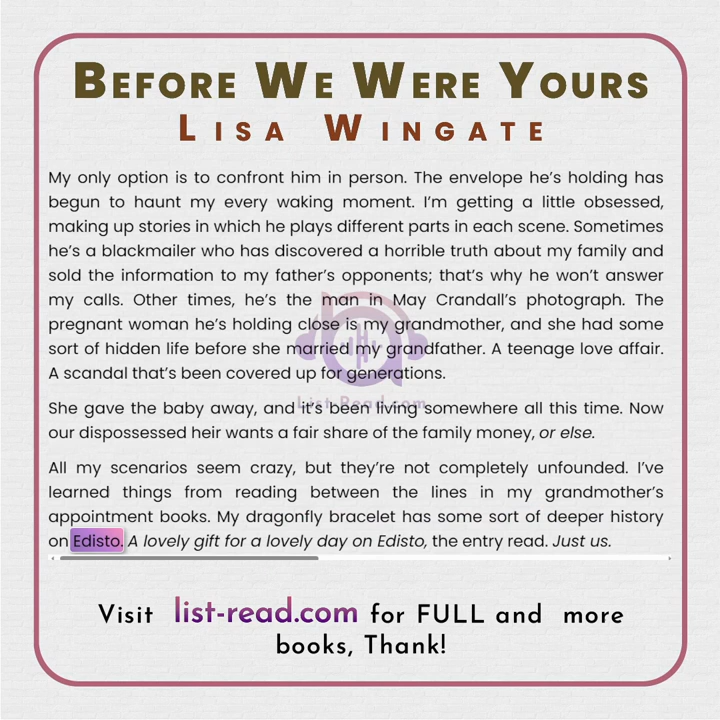 BEFORE WE WERE YOURS
LISA WINGATE
My only option is to confront him in person. The envelope he’s holding has
begun to haunt my every waking moment. I’m getting a little obsessed,
making up stories in which he plays different parts in each scene. Sometimes
he’s a blackmailer who has discovered a horrible truth about my family and
sold the information to my father’s opponents; that’s why he won’t answer
my calls. Other times, he’s the man in May Crandall’s photograph. The
pregnant woman he’s holding close is my grandmother, and she had some
sort of hidden life before she married my grandfather. A teenage love affair.
A scandal that’s been covered up for generations.
List-Read.com
She gave the baby away, and it’s been living somewhere all this time. Now
our dispossessed heir wants a fair share of the family money, or else.
All my scenarios seem crazy, but they’re not completely unfounded. I’ve
learned things from reading between the lines in my grandmother’s
appointment books. My dragonfly bracelet has some sort of deeper history
on Edisto. A lovely gift for a lovely day on Edisto, the entry read. Just us.
Visit list-read.com for FULL and more
books, Thank!